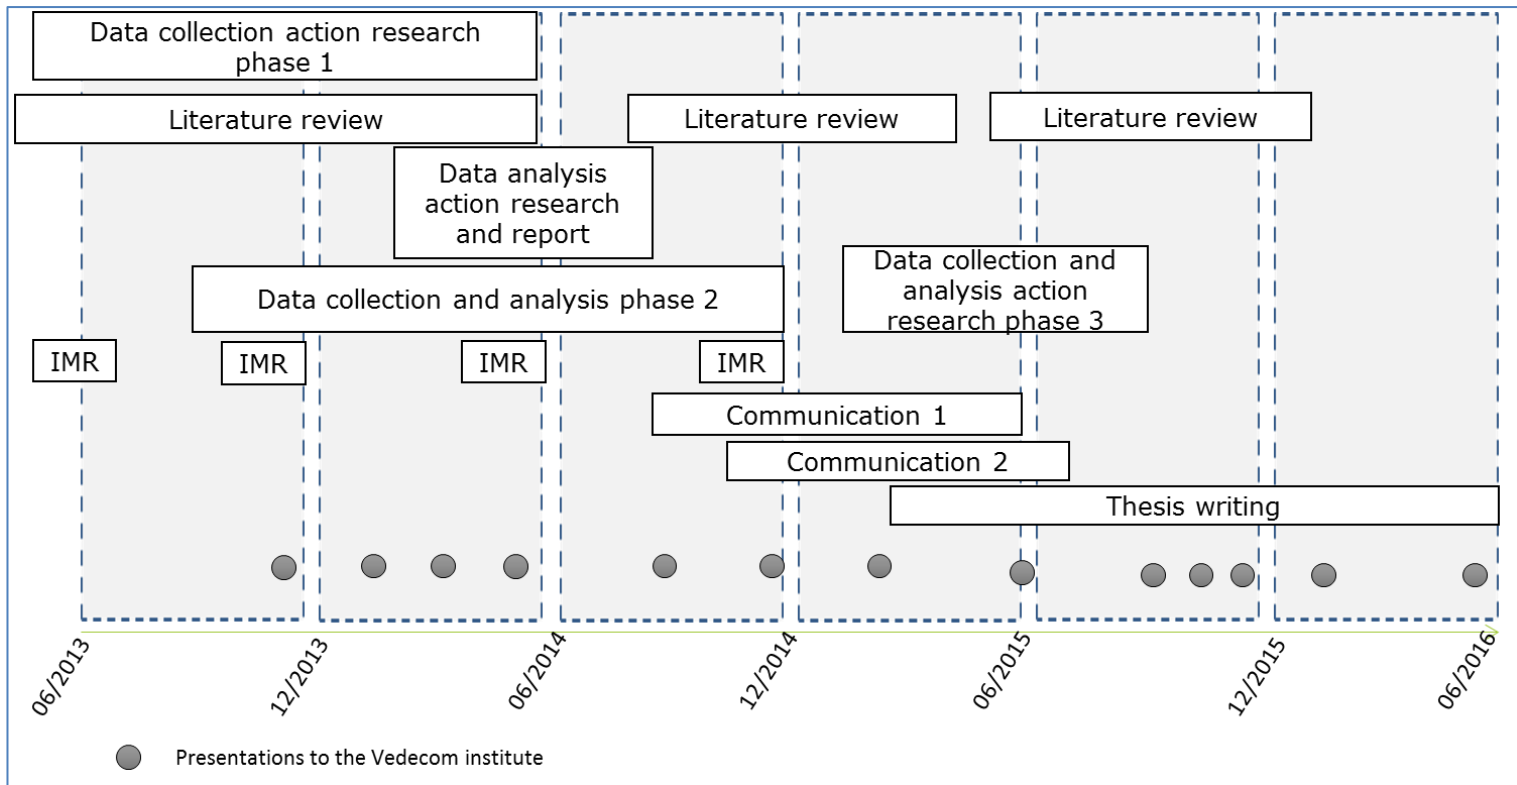 Data collection action research
phase 1
Literature review
Literature review
Literature review
Data analysis
action research
and report
Data collection and
analysis action
research phase 3
Data collection and analysis phase 2
IMR
IMR
IMR
IMR
Communication 1
Communication 2
Thesis writing
06/2013
12/2013
06/2014
12/2014
06/2015
12/2015
06/2016
Presentations to the Vedecom institute